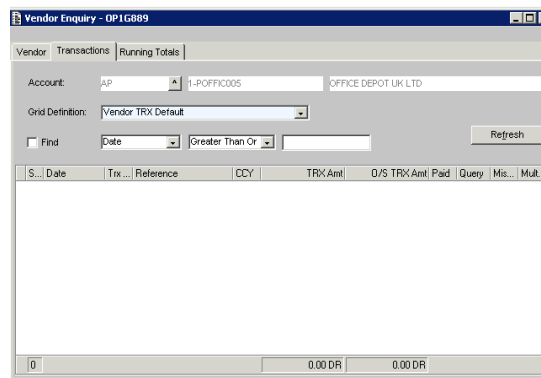 Vendor Enquiry - OP1G889
Vendor Transactions Running Totals
Account: AP 1-POFFIC005 OFFICE DEPOT UK LTD
Grid Definition: Vendor TRX Default
Find Date Greater Than Or Refresh
S... Date Trx ... Reference CCY TRX Amt O/S TRX Amt Paid Query Mis... Mult.
0 0.00 DR 0.00 DR